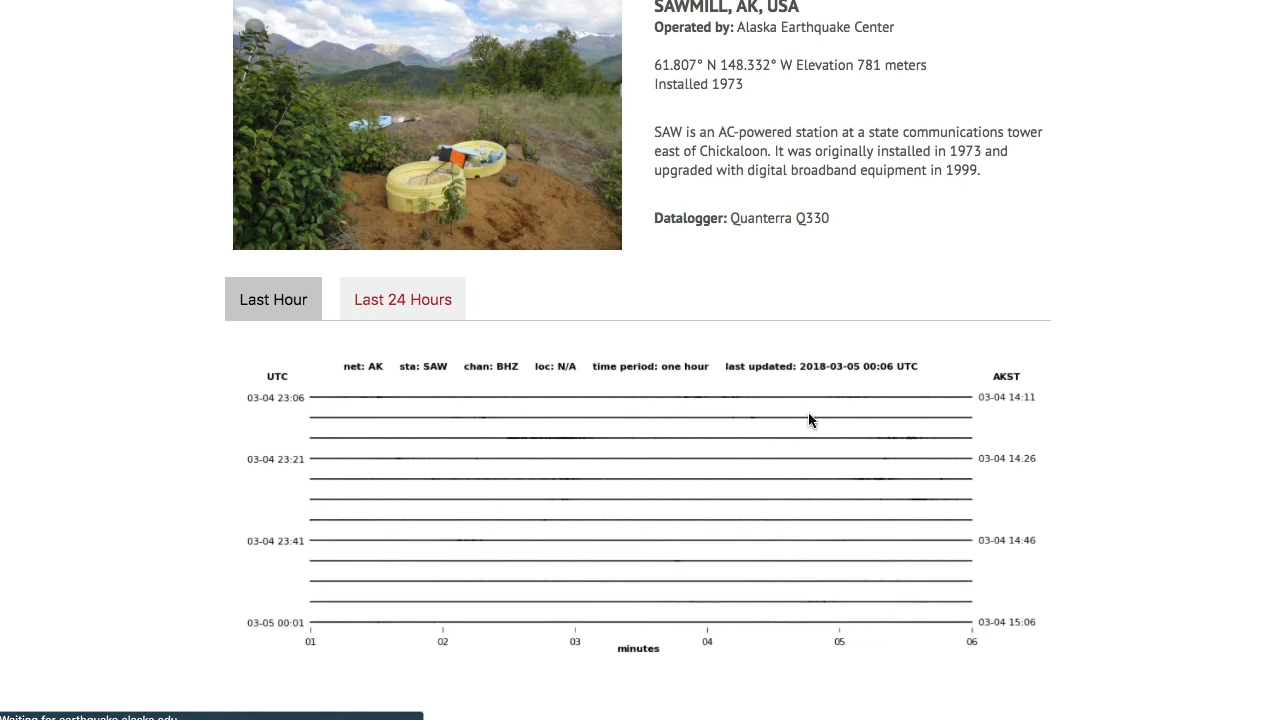 SAWMILL, AK, USA
Operated by: Alaska Earthquake Center
61.807° N 148.332° W Elevation 781 meters
Installed 1973
SAW is an AC-powered station at a state communications tower
east of Chickaloon. It was originally installed in 1973 and
upgraded with digital broadband equipment in 1999.
Datalogger: Quanterra Q330
Last Hour
Last 24 Hours
net: AK sta: SAW chan: BHZ loc: N/A time period: one hour last updated: 2018-03-05 00:06 UTC
UTC AKST
03-04 23:06 03-04 14:11
03-04 23:21 03-04 14:26
03-04 23:41 03-04 14:46
03-05 00:01 03-04 15:06
01 02 03 04 05 06
minutes
Waiting for earthquake.alaska.edu